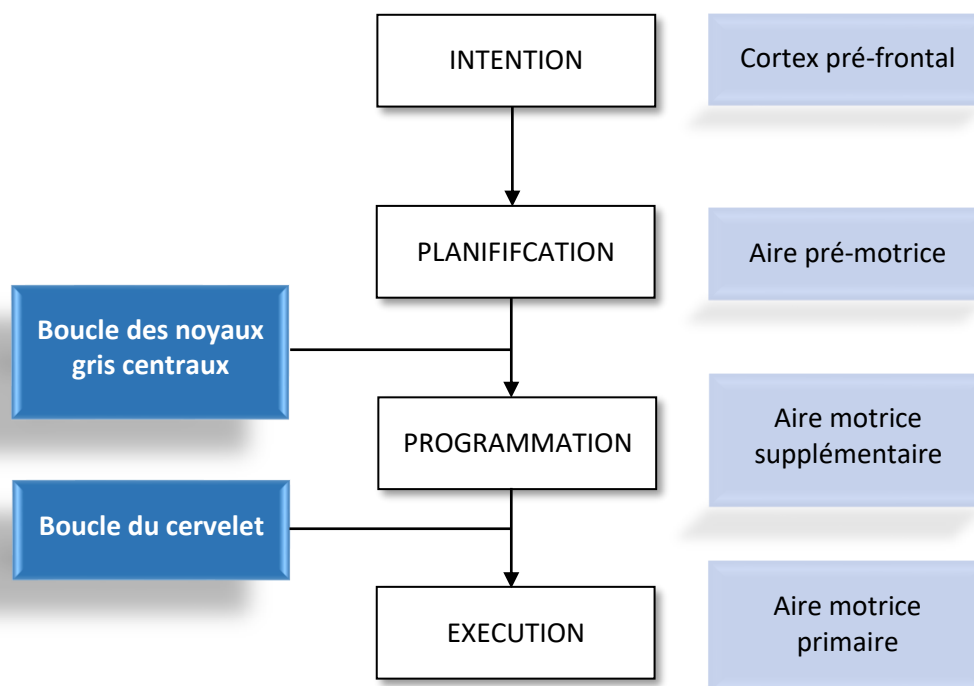 INTENTION
Cortex pré-frontal
PLANIFIFCATION
Aire pré-motrice
Boucle des noyaux
gris centraux
PROGRAMMATION
Aire motrice
supplémentaire
Boucle du cervelet
EXECUTION
Aire motrice
primaire